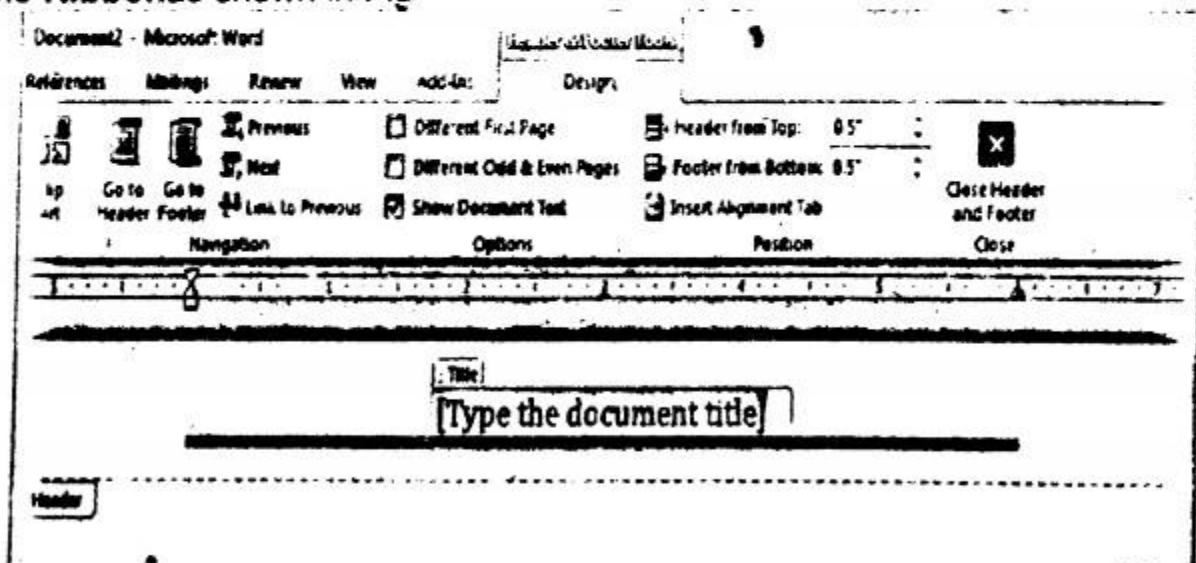 Document2 - Microsoft Word
References Mailings Review View Add-Ins Design
Previous Different First Page Header from Top: 0.5"
Next Different Odd & Even Pages Footer from Bottom: 0.5"
Go to Header Go to Footer Link to Previous Show Document Text Insert Alignment Tab Close Header and Footer
Navigation Options Position Close
Title
[Type the document title]
Header